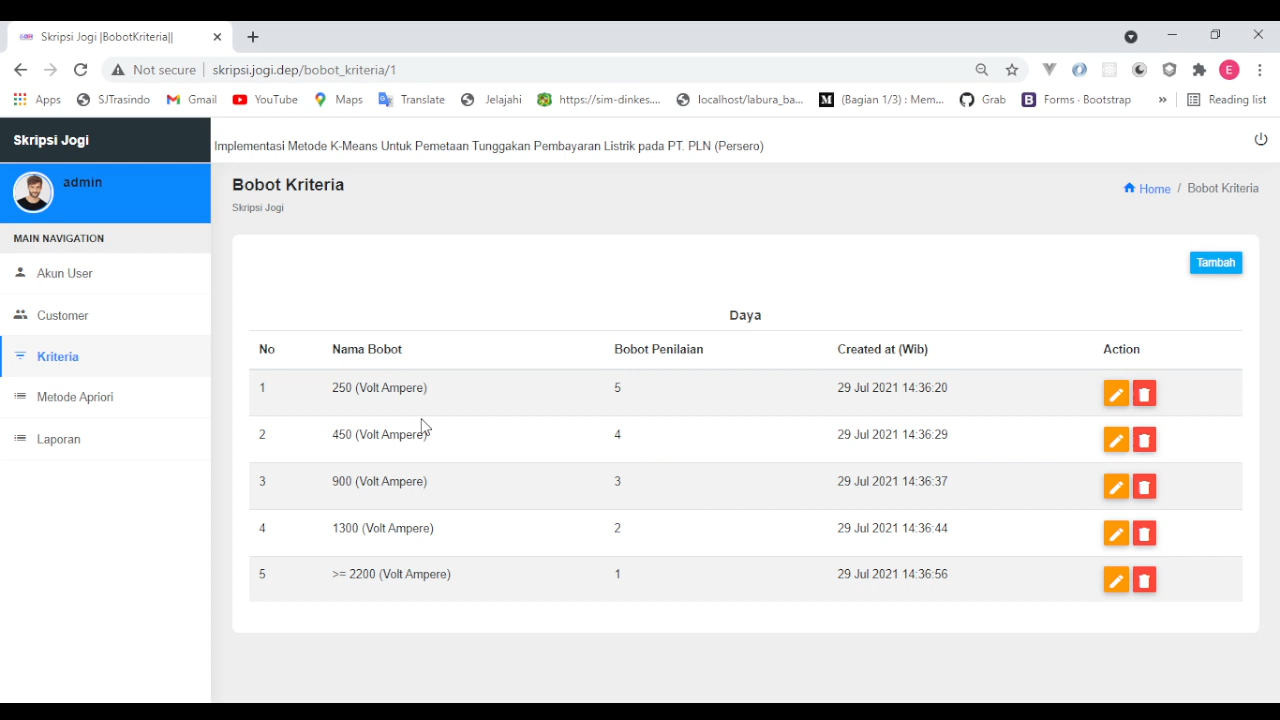 Skripsi Jogi |BobotKriteria||
Not secure skripsi.jogi.dep/bobot_kriteria/1
Apps SJTrasindo Gmail YouTube Maps Translate Jelajahi https://sim-dinkes.... localhost/labura_ba... (Bagian 1/3) : Mem... Grab Forms · Bootstrap » Reading list
Skripsi Jogi
Implementasi Metode K-Means Untuk Pemetaan Tunggakan Pembayaran Listrik pada PT. PLN (Persero)
admin
MAIN NAVIGATION
Akun User
Customer
Kriteria
Metode Apriori
Laporan
Bobot Kriteria
Skripsi Jogi
Home / Bobot Kriteria
Tambah
Daya
No Nama Bobot Bobot Penilaian Created at (Wib) Action
1 250 (Volt Ampere) 5 29 Jul 2021 14:36:20
2 450 (Volt Ampere) 4 29 Jul 2021 14:36:29
3 900 (Volt Ampere) 3 29 Jul 2021 14:36:37
4 1300 (Volt Ampere) 2 29 Jul 2021 14:36:44
5 >= 2200 (Volt Ampere) 1 29 Jul 2021 14:36:56